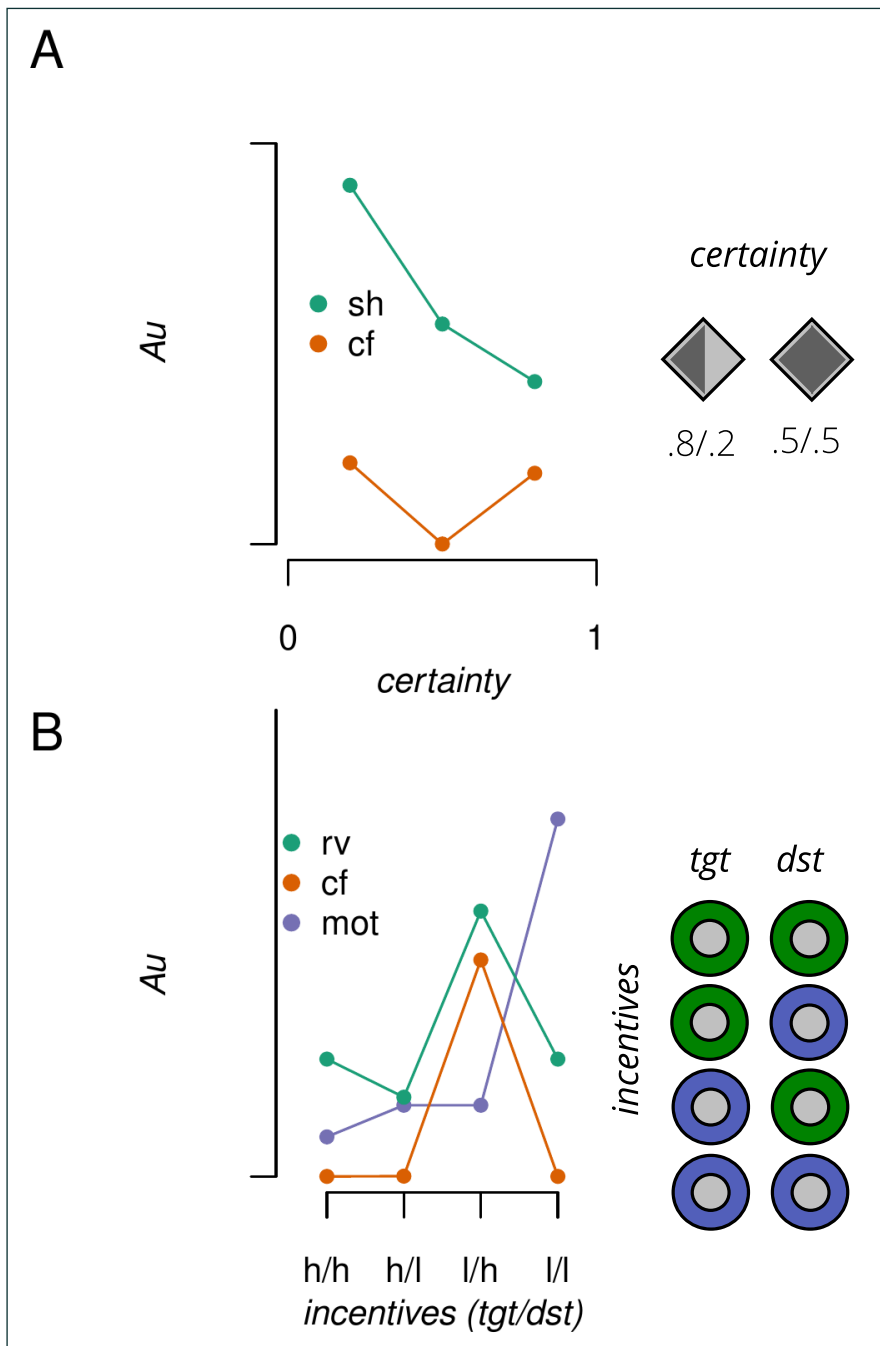 A
Au
sh
cf
0
1
certainty
certainty
.8/.2
.5/.5
B
Au
rv
cf
mot
h/h
h/l
l/h
l/l
incentives (tgt/dst)
tgt
dst
incentives